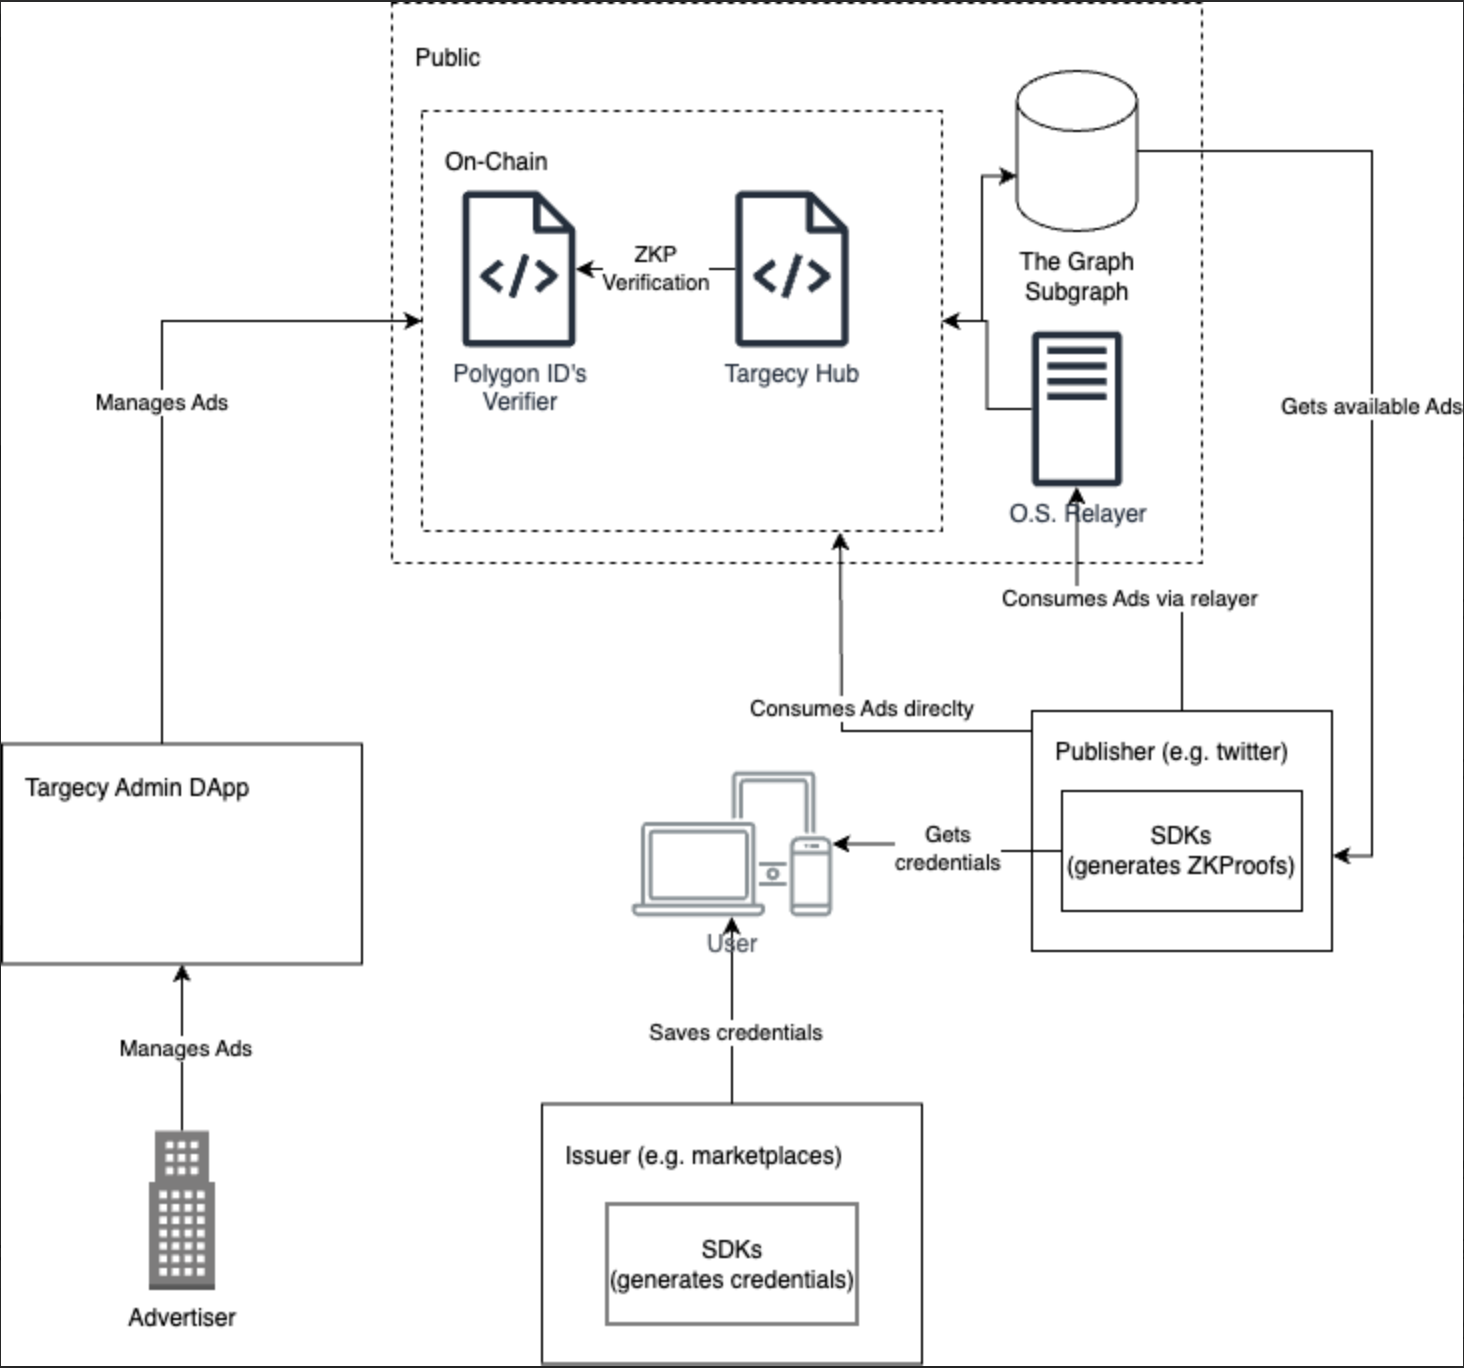 Public
On-Chain
ZKP
Verification
Polygon ID's
Verifier
Targecy Hub
The Graph
Subgraph
O.S. Relayer
Manages Ads
Gets available Ads
Consumes Ads via relayer
Consumes Ads direclty
Targecy Admin DApp
Publisher (e.g. twitter)
SDKs
(generates ZKProofs)
Gets
credentials
User
Saves credentials
Manages Ads
Issuer (e.g. marketplaces)
SDKs
(generates credentials)
Advertiser